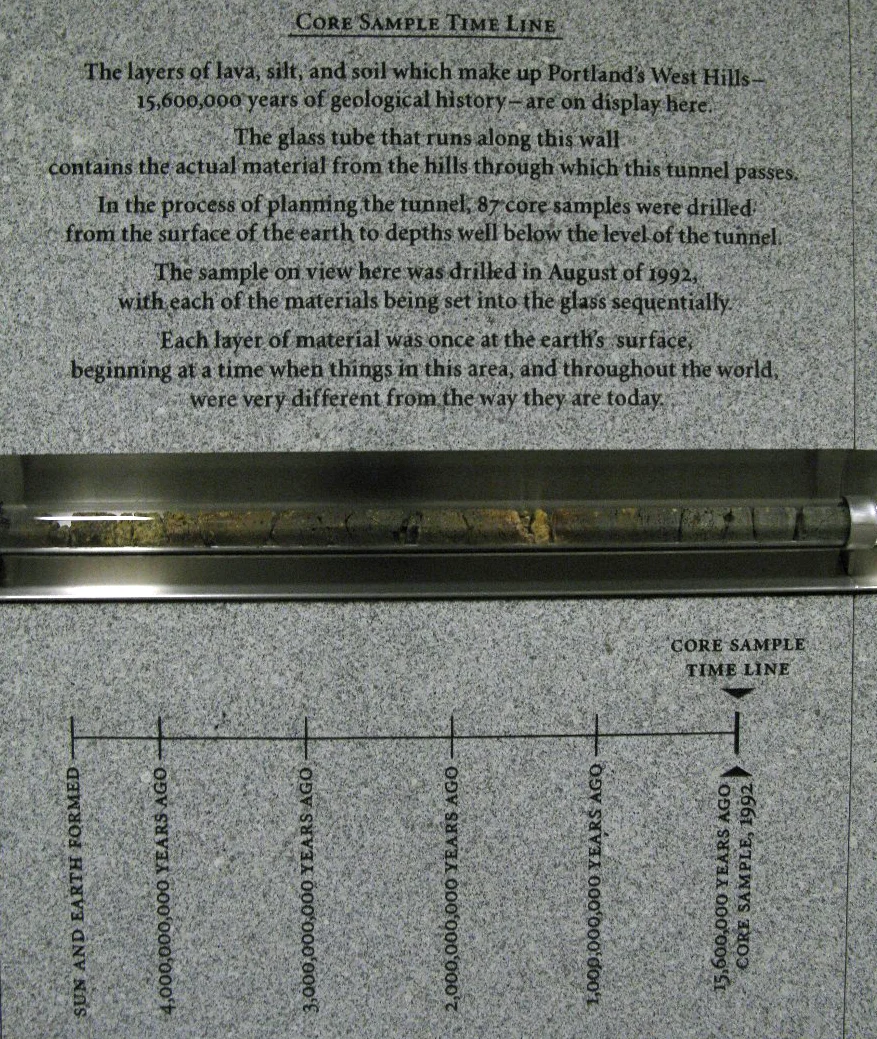 CORE SAMPLE TIME LINE
The layers of lava, silt, and soil which make up Portland's West Hills—
15,600,000 years of geological history—are on display here.
The glass tube that runs along this wall
contains the actual material from the hills through which this tunnel passes.
In the process of planning the tunnel, 87 core samples were drilled
from the surface of the earth to depths well below the level of the tunnel.
The sample on view here was drilled in August of 1992,
with each of the materials being set into the glass sequentially.
Each layer of material was once at the earth's surface,
beginning at a time when things in this area, and throughout the world,
were very different from the way they are today.
CORE SAMPLE
TIME LINE
SUN AND EARTH FORMED
4,000,000,000 YEARS AGO
3,000,000,000 YEARS AGO
2,000,000,000 YEARS AGO
1,000,000,000 YEARS AGO
15,600,000 YEARS AGO
CORE SAMPLE, 1992